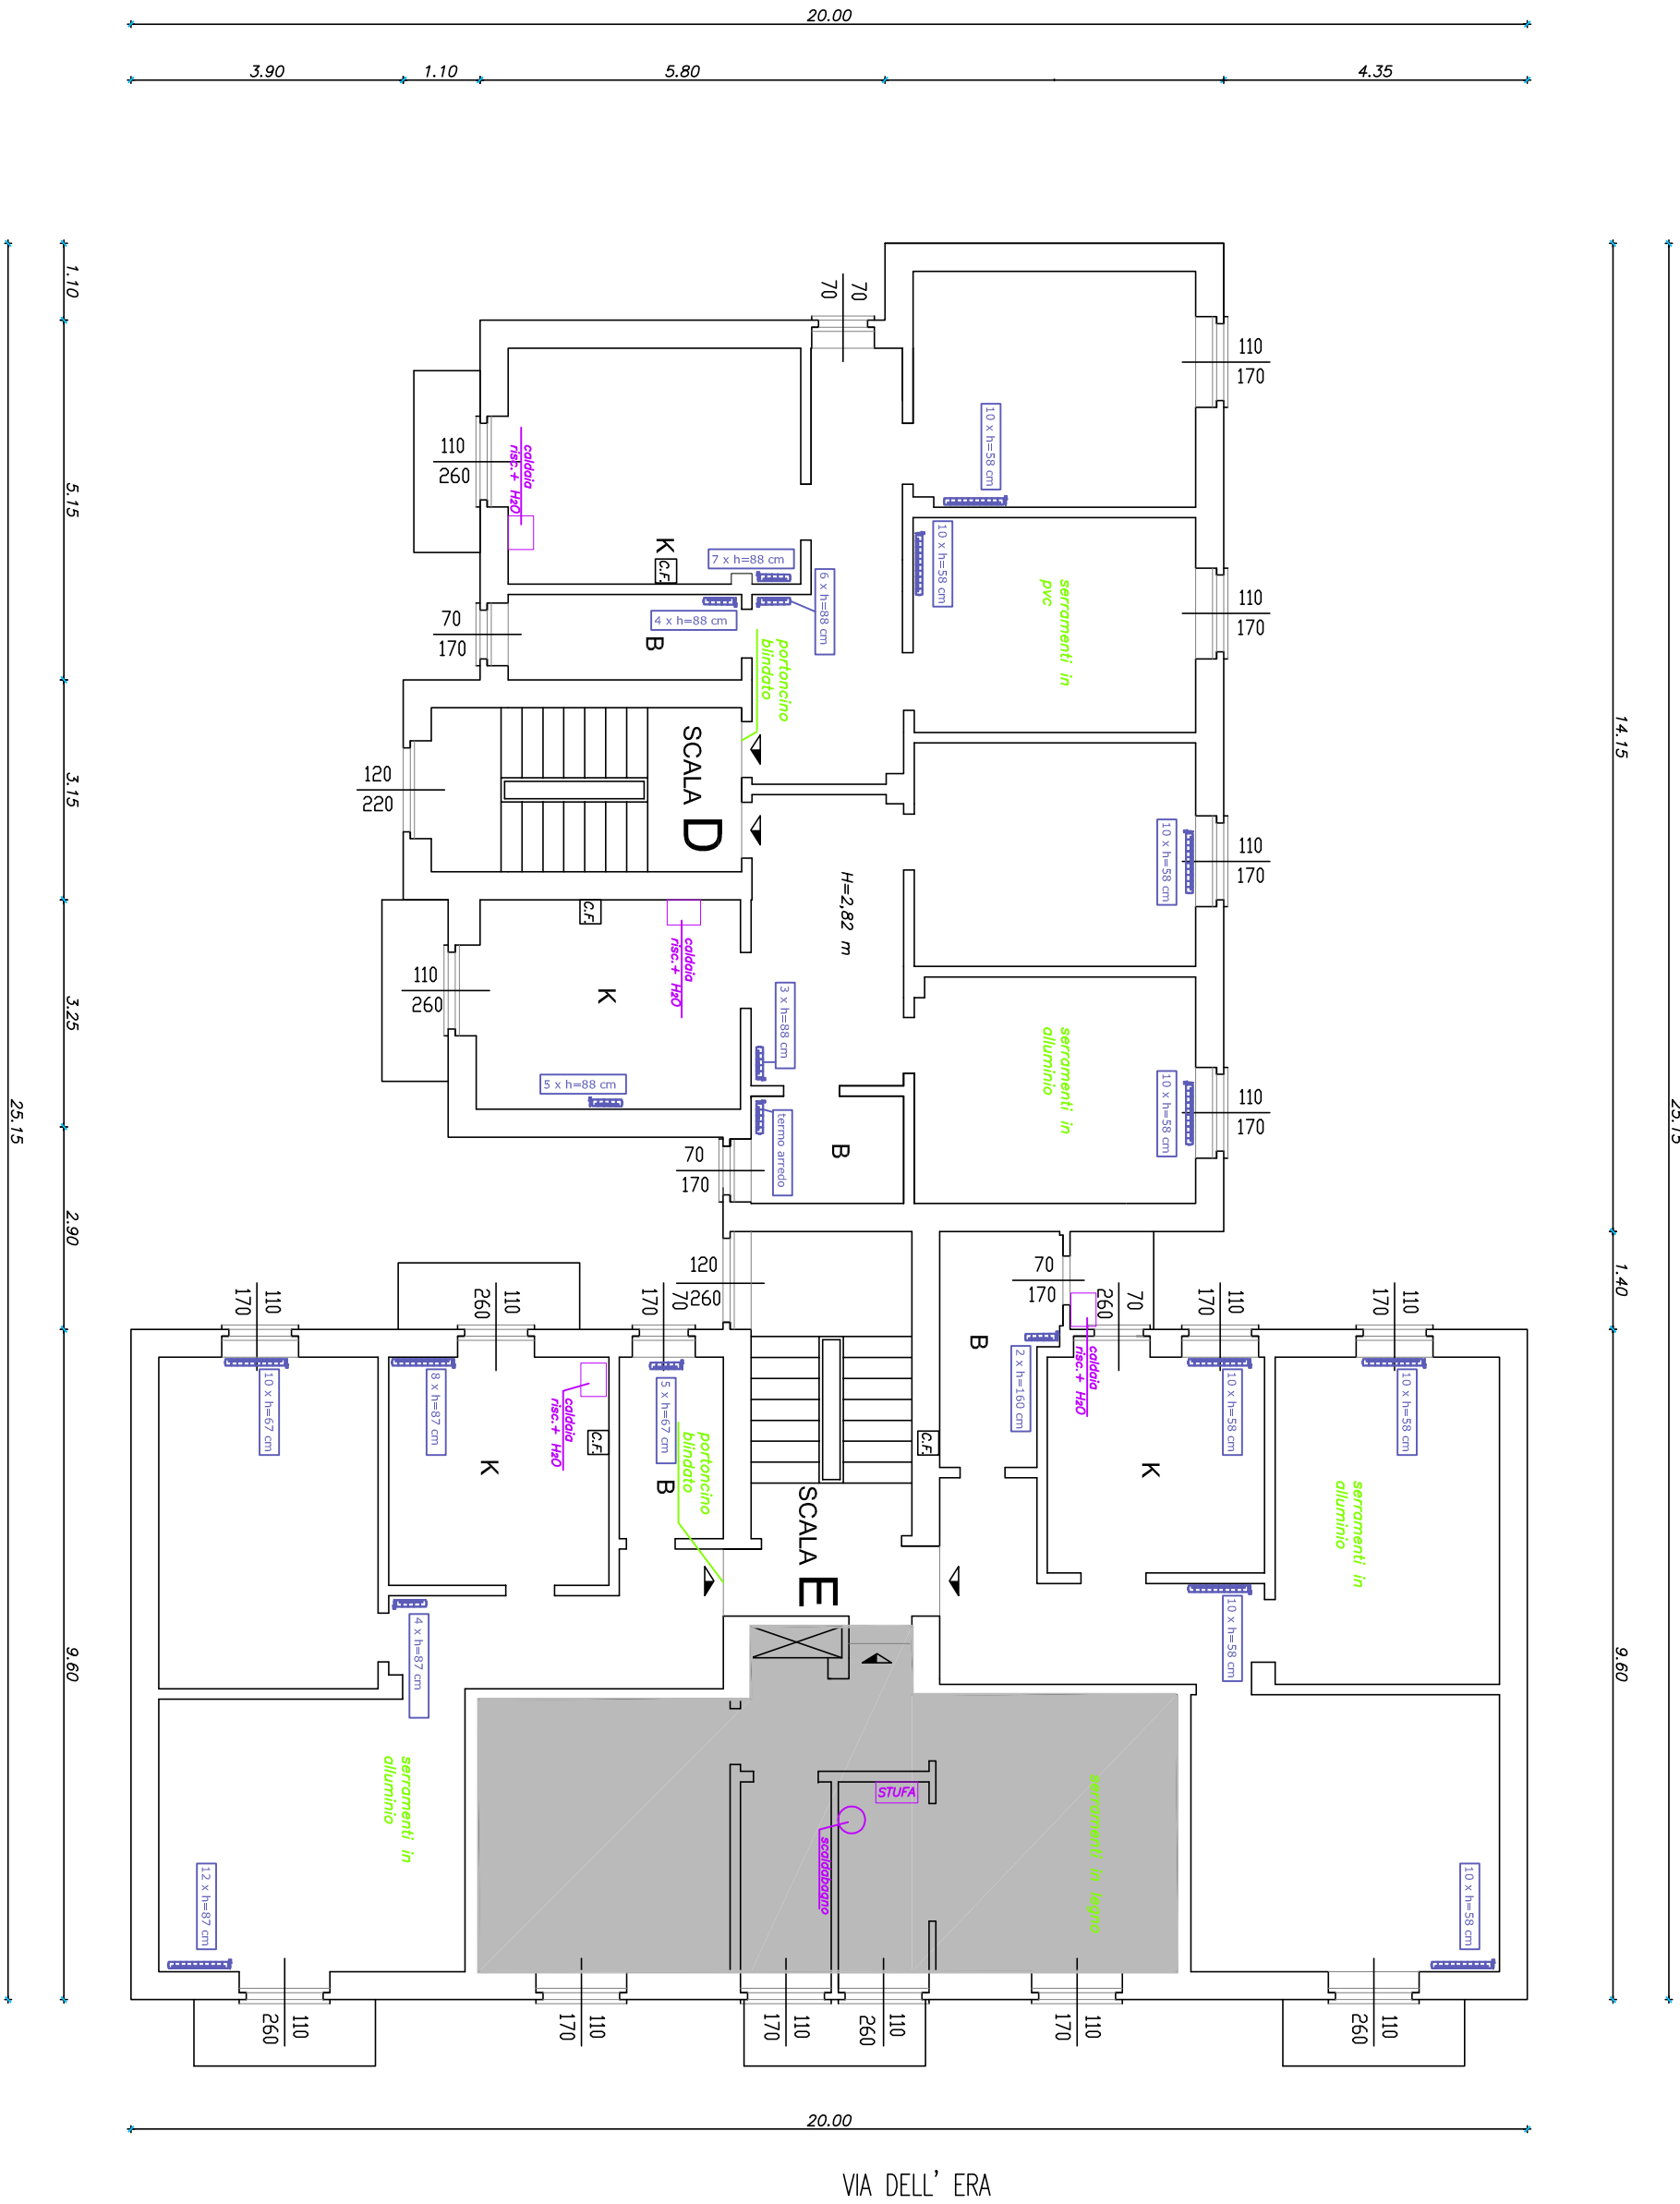 20.00
3.90
1.10
5.80
4.35
1.10
5.15
3.15
3.25
2.90
9.60
25.15
14.15
1.40
9.60
25.15
70
70
110
170
10 x h=58 cm
110
260
caldaia
risc.+ H2O
K
C.F.
7 x h=88 cm
6 x h=88 cm
10 x h=58 cm
serramenti in
pvc
110
170
4 x h=88 cm
70
170
B
portoncino
blindato
SCALA D
120
220
10 x h=58 cm
110
170
H=2,82 m
C.F.
caldaia
risc.+ H2O
110
260
K
3 x h=88 cm
5 x h=88 cm
serramenti in
alluminio
10 x h=58 cm
110
170
termo arredo
B
70
170
120
260
70
170
110
170
110
260
70
170
70
260
110
170
110
170
B
10 x h=67 cm
8 x h=87 cm
caldaia
risc.+ H2O
C.F.
5 x h=67 cm
K
B
portoncino
blindato
SCALA E
C.F.
2 x h=160 cm
caldaia
risc.+ H2O
10 x h=58 cm
10 x h=58 cm
K
serramenti in
alluminio
4 x h=87 cm
10 x h=58 cm
serramenti in
alluminio
STUFA
scaldabagno
serramenti in legno
12 x h=87 cm
10 x h=58 cm
110
260
110
170
110
170
110
260
110
170
110
260
20.00
VIA DELL' ERA